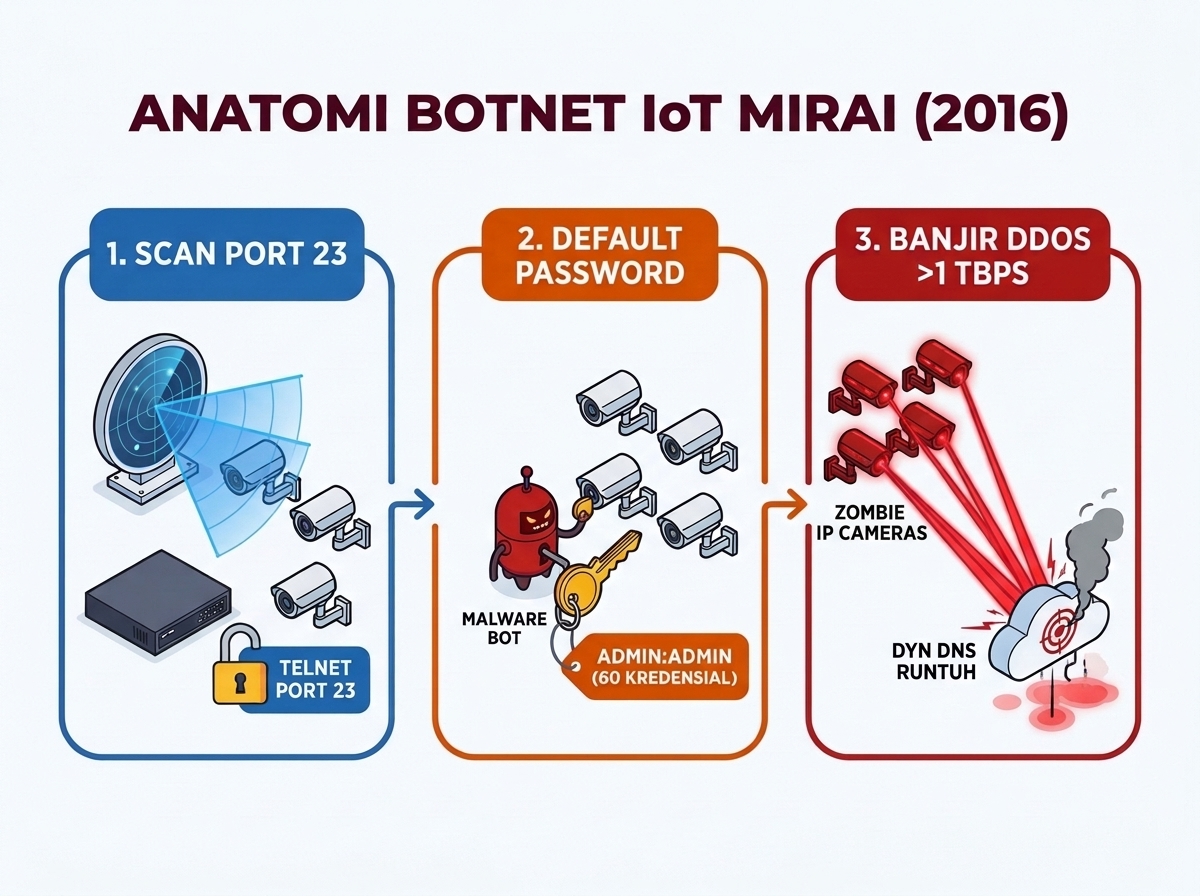 ANATOMI BOTNET IoT MIRAI (2016)
1. SCAN PORT 23
TELNET
PORT 23
2. DEFAULT
PASSWORD
MALWARE
BOT
ADMIN:ADMIN
(60 KREDENSIAL)
3. BANJIR DDOS
>1 TBPS
ZOMBIE
IP CAMERAS
DYN DNS
RUNTUH